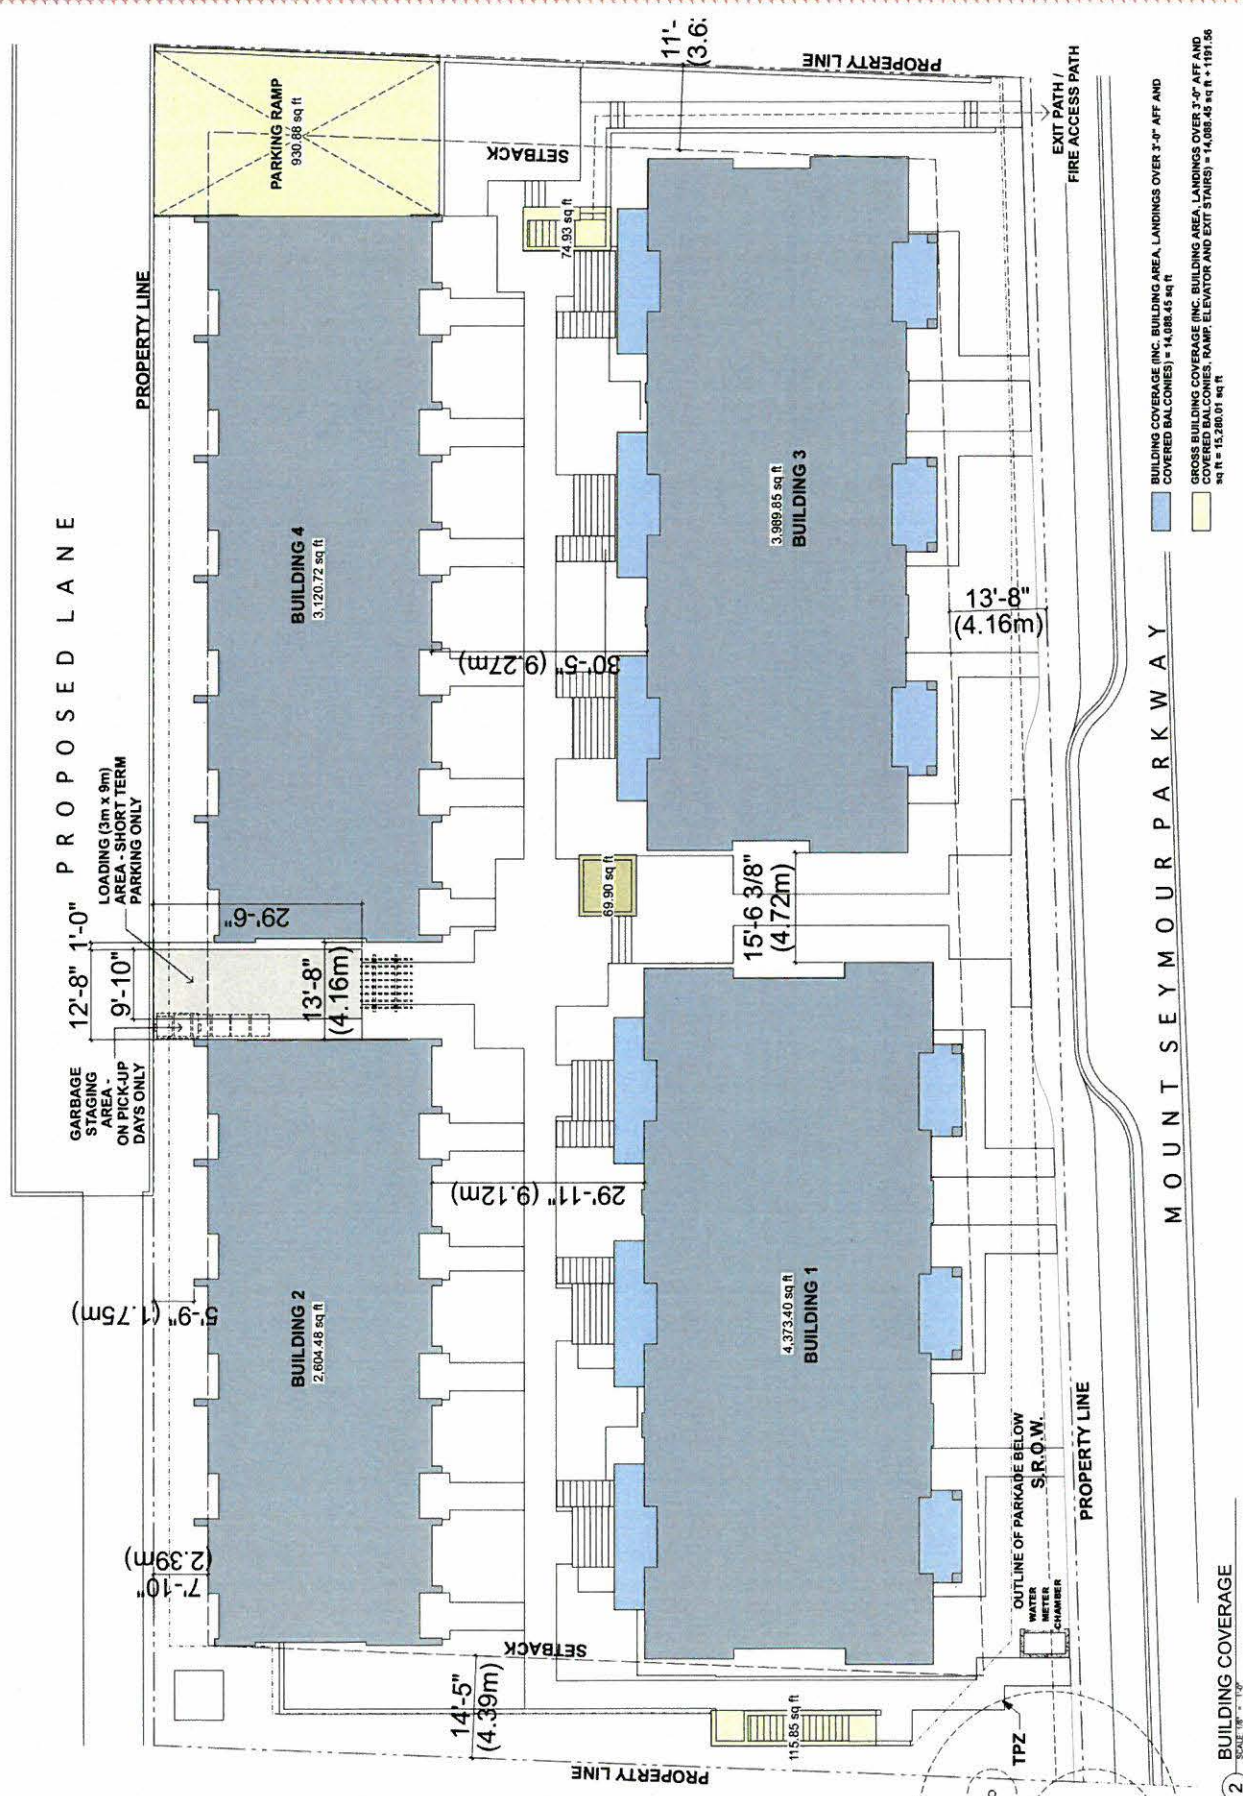 PROPOSED LANE
PROPERTY LINE
PARKING RAMP
930.88 sq ft
11'-
(3.6
PROPERTY LINE
SETBACK
74.93 sq ft
EXIT PATH /
FIRE ACCESS PATH
BUILDING 4
3,120.72 sq ft
3,989.85 sq ft
BUILDING 3
30'-5" (9.27m)
13'-8"
(4.16m)
LOADING (3m x 9m)
AREA - SHORT TERM
PARKING ONLY
1'-0"
12'-8"
9'-10"
29'-6"
13'-8"
(4.16m)
GARBAGE
STAGING
AREA -
ON PICK-UP
DAYS ONLY
69.90 sq ft
15'-6 3/8"
(4.72m)
BUILDING 2
2,604.48 sq ft
5'-9" (1.75m)
29'-11" (9.12m)
4,373.40 sq ft
BUILDING 1
7'-10"
(2.39m)
SETBACK
14'-5"
(4.39m)
115.85 sq ft
PROPERTY LINE
OUTLINE OF PARKADE BELOW
S.R.O.W.
WATER
METER
CHAMBER
PROPERTY LINE
TPZ
MOUNT SEYMOUR PARKWAY
BUILDING COVERAGE (INC. BUILDING AREA, LANDINGS OVER 3'-0" AFF AND
COVERED BALCONIES) = 14,088.45 sq ft
GROSS BUILDING COVERAGE (INC. BUILDING AREA, LANDINGS OVER 3'-0" AFF AND
COVERED BALCONIES, RAMP, ELEVATOR AND EXIT STAIRS) = 14,088.45 sq ft + 1191.56
sq ft = 15,280.01 sq ft
2
BUILDING COVERAGE
SCALE: 1/8" = 1'-0"